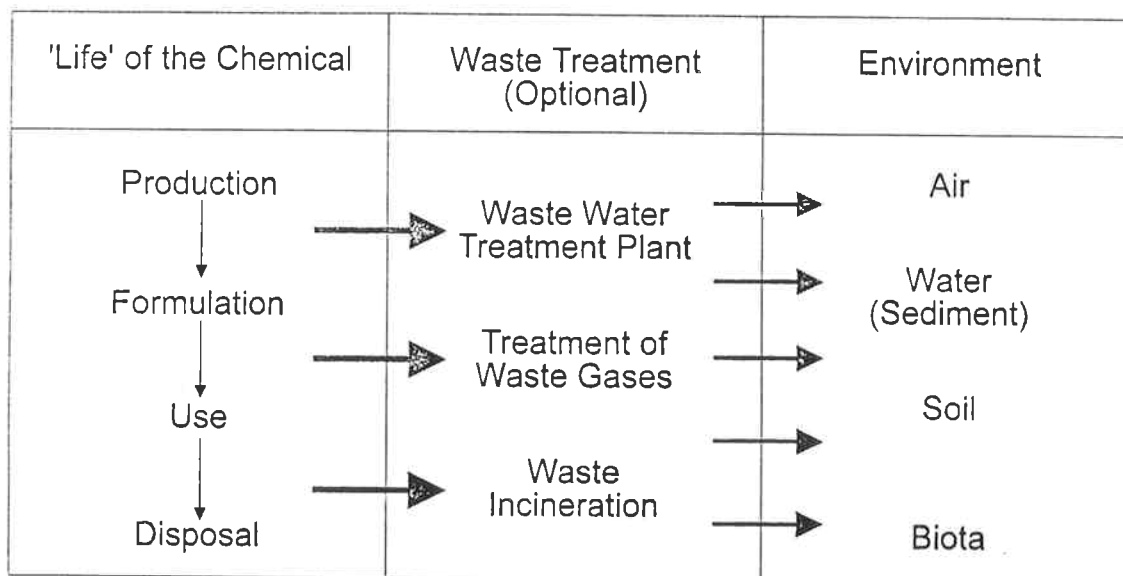 'Life' of the Chemical
Waste Treatment
(Optional)
Environment
Production
Formulation
Use
Disposal
Waste Water
Treatment Plant
Treatment of
Waste Gases
Waste
Incineration
Air
Water
(Sediment)
Soil
Biota